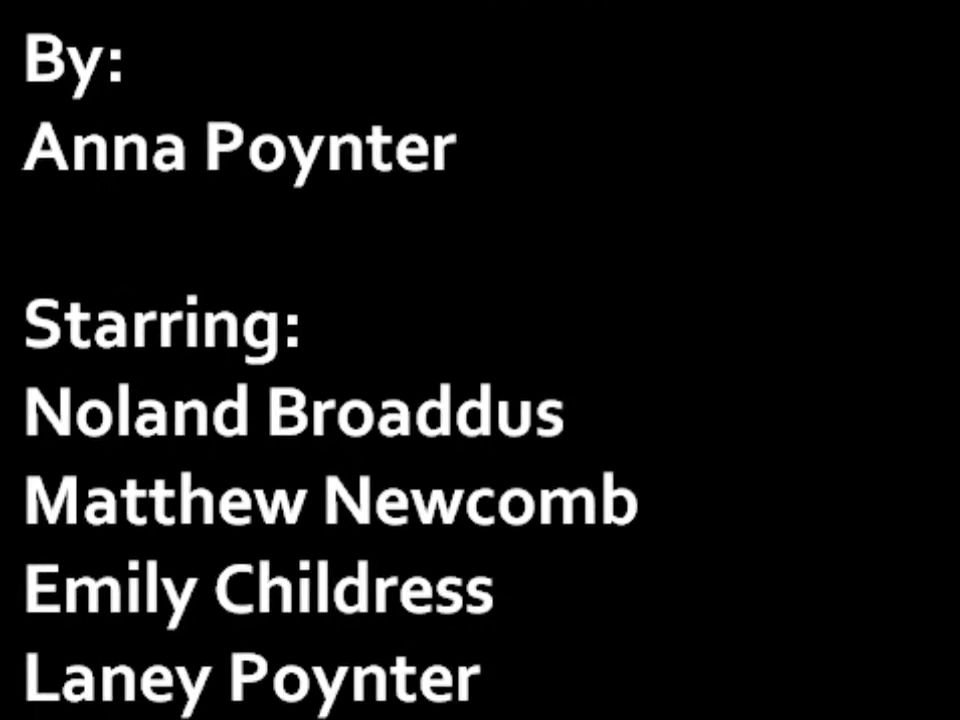 By:
Anna Poynter
Starring:
Noland Broaddus
Matthew Newcomb
Emily Childress
Laney Poynter